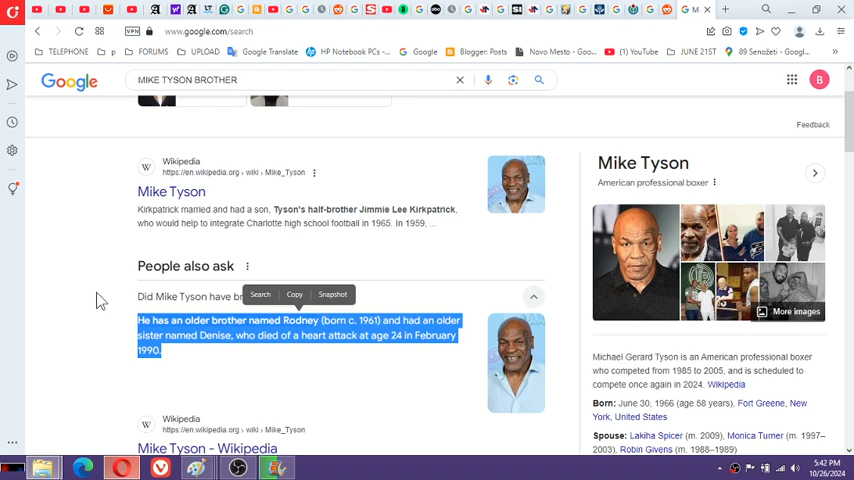 M
VPN
www.google.com/search
TELEPHONE
p
FORUMS
UPLOAD
Google Translate
HP Notebook PC -...
Google
Blogger: Posts
Novo Mesto - Goog...
(1) YouTube
JUNE 21ST
89 Senožeti - Googl...
Google
MIKE TYSON BROTHER
B
Feedback
Wikipedia
https://en.wikipedia.org › wiki › Mike_Tyson
Mike Tyson
Kirkpatrick married and had a son, Tyson's half-brother Jimmie Lee Kirkpatrick,
who would help to integrate Charlotte high school football in 1965. In 1959, ...
People also ask
Did Mike Tyson have br
Search
Copy
Snapshot
He has an older brother named Rodney (born c. 1961) and had an older
sister named Denise, who died of a heart attack at age 24 in February
1990.
Wikipedia
https://en.wikipedia.org › wiki › Mike_Tyson
Mike Tyson - Wikipedia
Mike Tyson
American professional boxer
More images
Michael Gerard Tyson is an American professional boxer
who competed from 1985 to 2005, and is scheduled to
compete once again in 2024. Wikipedia
Born: June 30, 1966 (age 58 years), Fort Greene, New
York, United States
Spouse: Lakiha Spicer (m. 2009), Monica Turner (m. 1997–
2003), Robin Givens (m. 1988–1989)
5:42 PM
10/26/2024